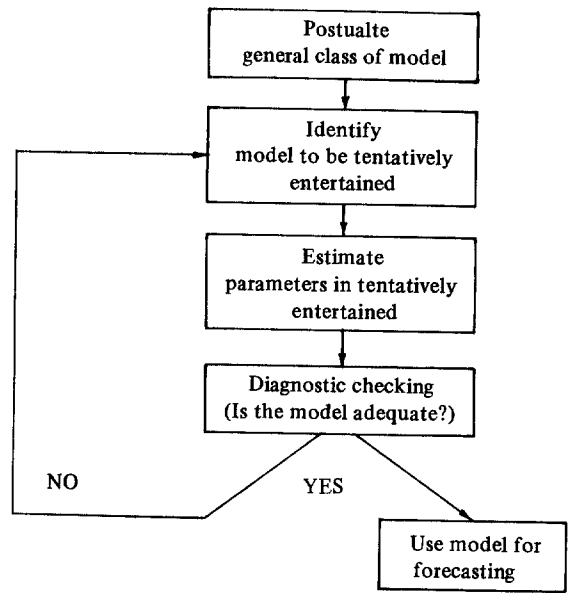 Postualte
general class of model
Identify
model to be tentatively
entertained
Estimate
parameters in tentatively
entertained
Diagnostic checking
(Is the model adequate?)
NO
YES
Use model for
forecasting